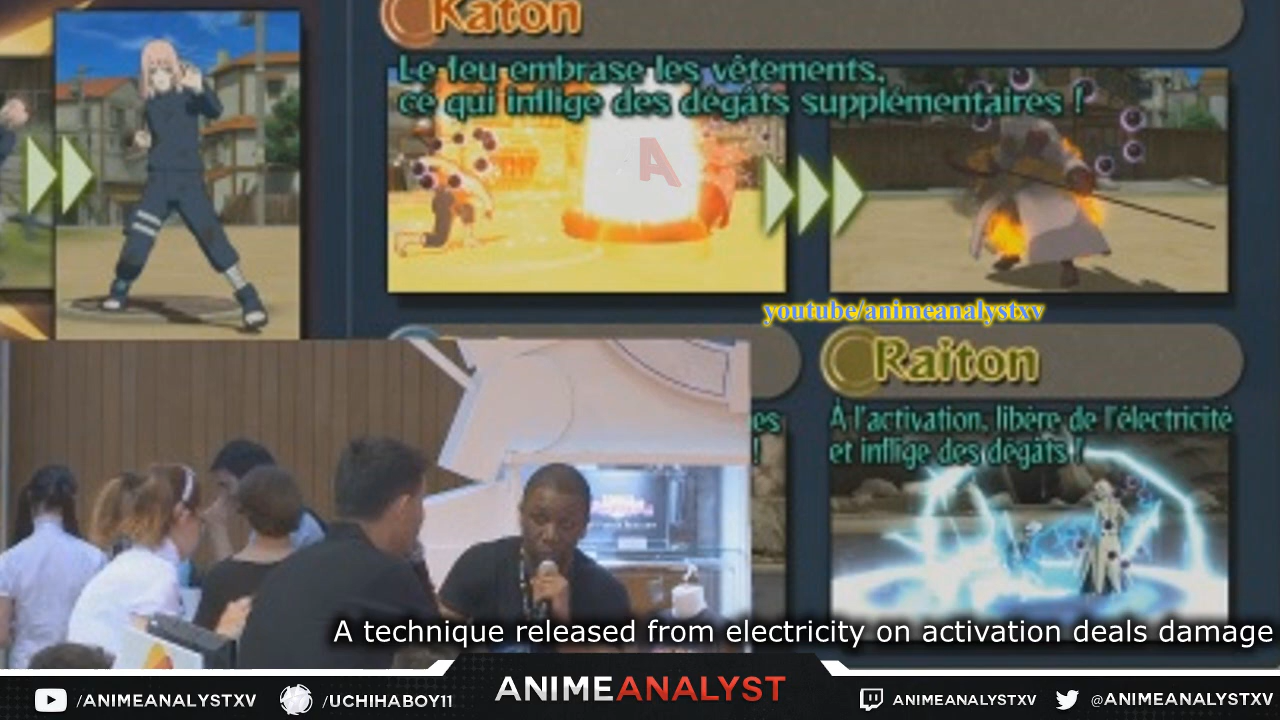 Katon
Le feu embrase les vêtements,
ce qui inflige des dégâts supplémentaires !
A
youtube/animeanalystxv
Raiton
es
!
À l'activation, libère de l'électricité
et inflige des dégâts !
A technique released from electricity on activation deals damage
/ANIMEANALYSTXV
/UCHIHABOY11
ANIMEANALYST
ANIMEANALYSTXV
@ANIMEANALYSTXV